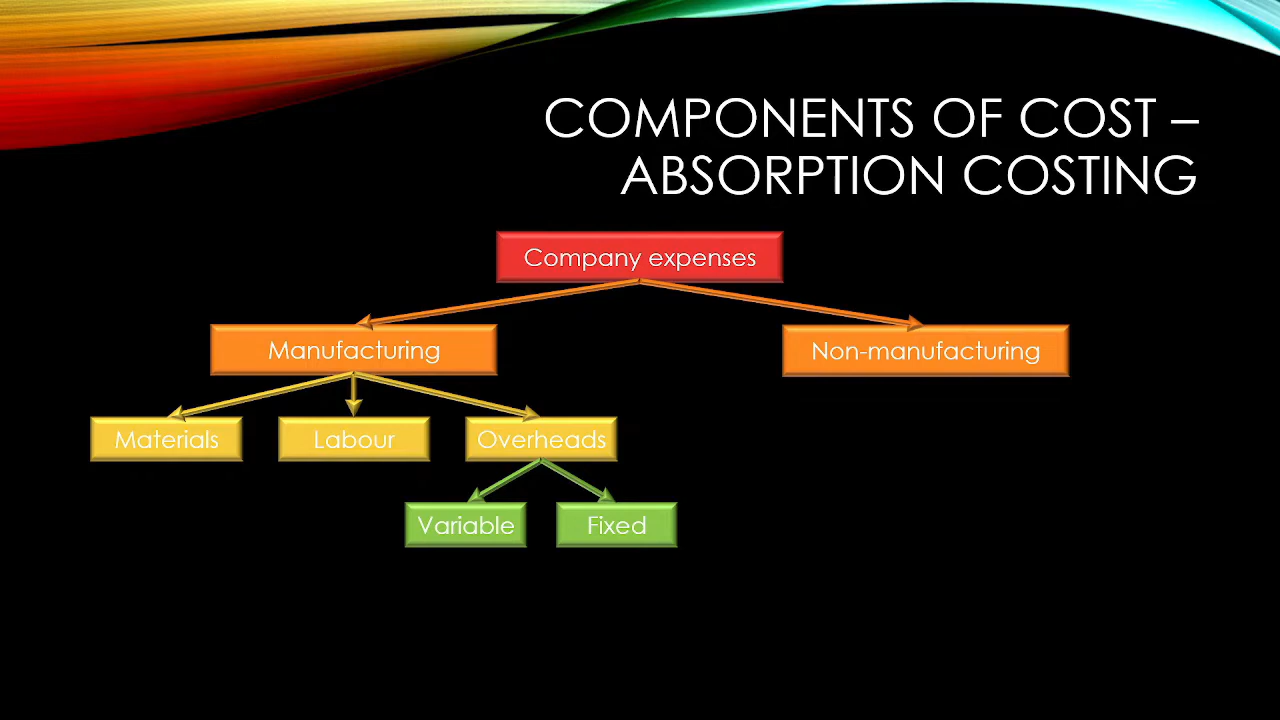 COMPONENTS OF COST –
ABSORPTION COSTING
Company expenses
Manufacturing
Non-manufacturing
Materials
Labour
Overheads
Variable
Fixed